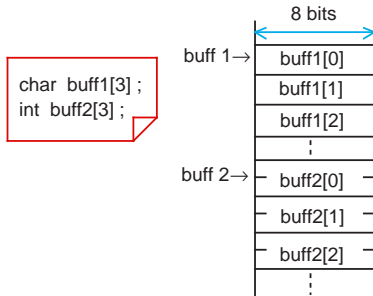 8 bits
char buff1[3] ;
int buff2[3] ;
buff 1→
buff1[0]
buff1[1]
buff1[2]
buff 2→
buff2[0]
buff2[1]
buff2[2]